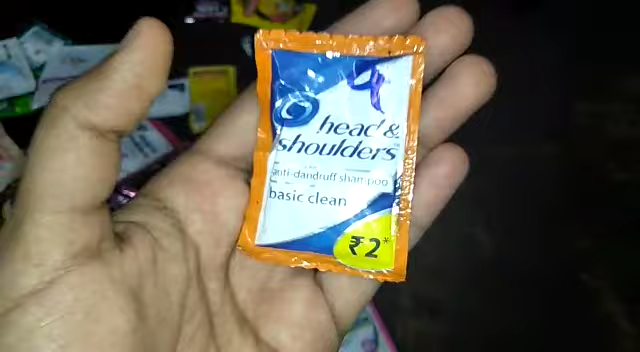 head &
shoulders
anti-dandruff shampoo
basic clean
₹2*